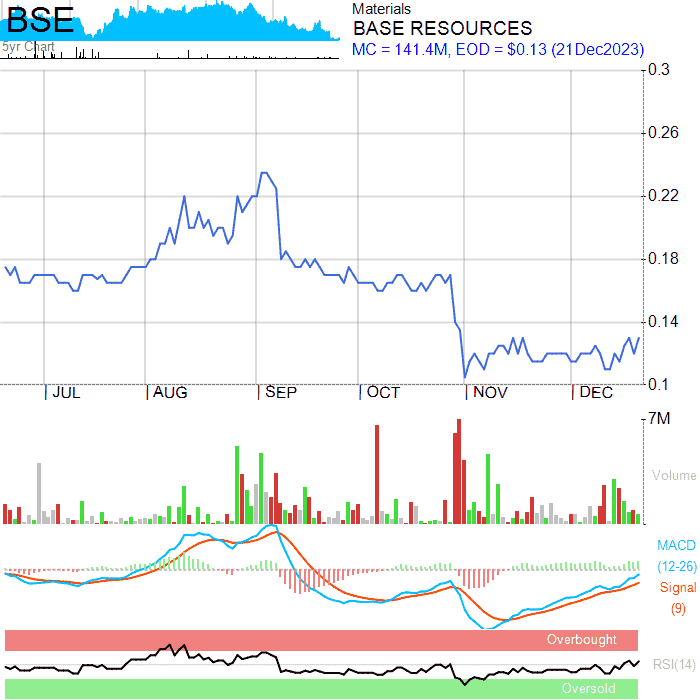 BSE
5yr Chart
Materials
BASE RESOURCES
MC = 141.4M, EOD = $0.13 (21Dec2023)
0.3
0.26
0.22
0.18
0.14
0.1
JUL
AUG
SEP
OCT
NOV
DEC
7M
Volume
MACD
(12-26)
Signal
(9)
Overbought
RSI(14)
Oversold